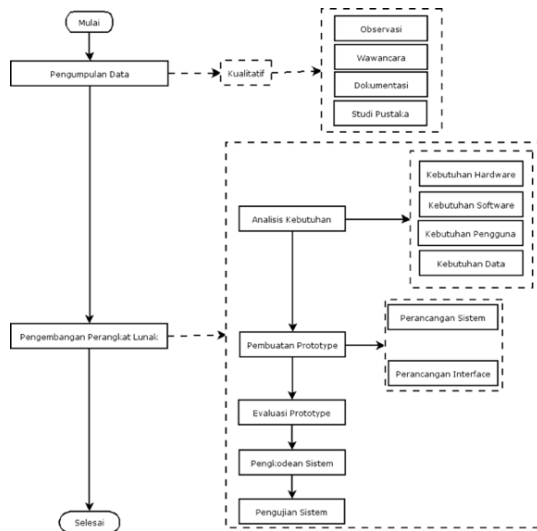 Mulai
Pengumpulan Data
Kualitatif
Observasi
Wawancara
Dokumentasi
Studi Pustaka
Analisis Kebutuhan
Kebutuhan Hardware
Kebutuhan Software
Kebutuhan Pengguna
Kebutuhan Data
Pengembangan Perangkat Lunak
Pembuatan Prototype
Perancangan Sistem
Perancangan Interface
Evaluasi Prototype
Pengkodean Sistem
Pengujian Sistem
Selesai